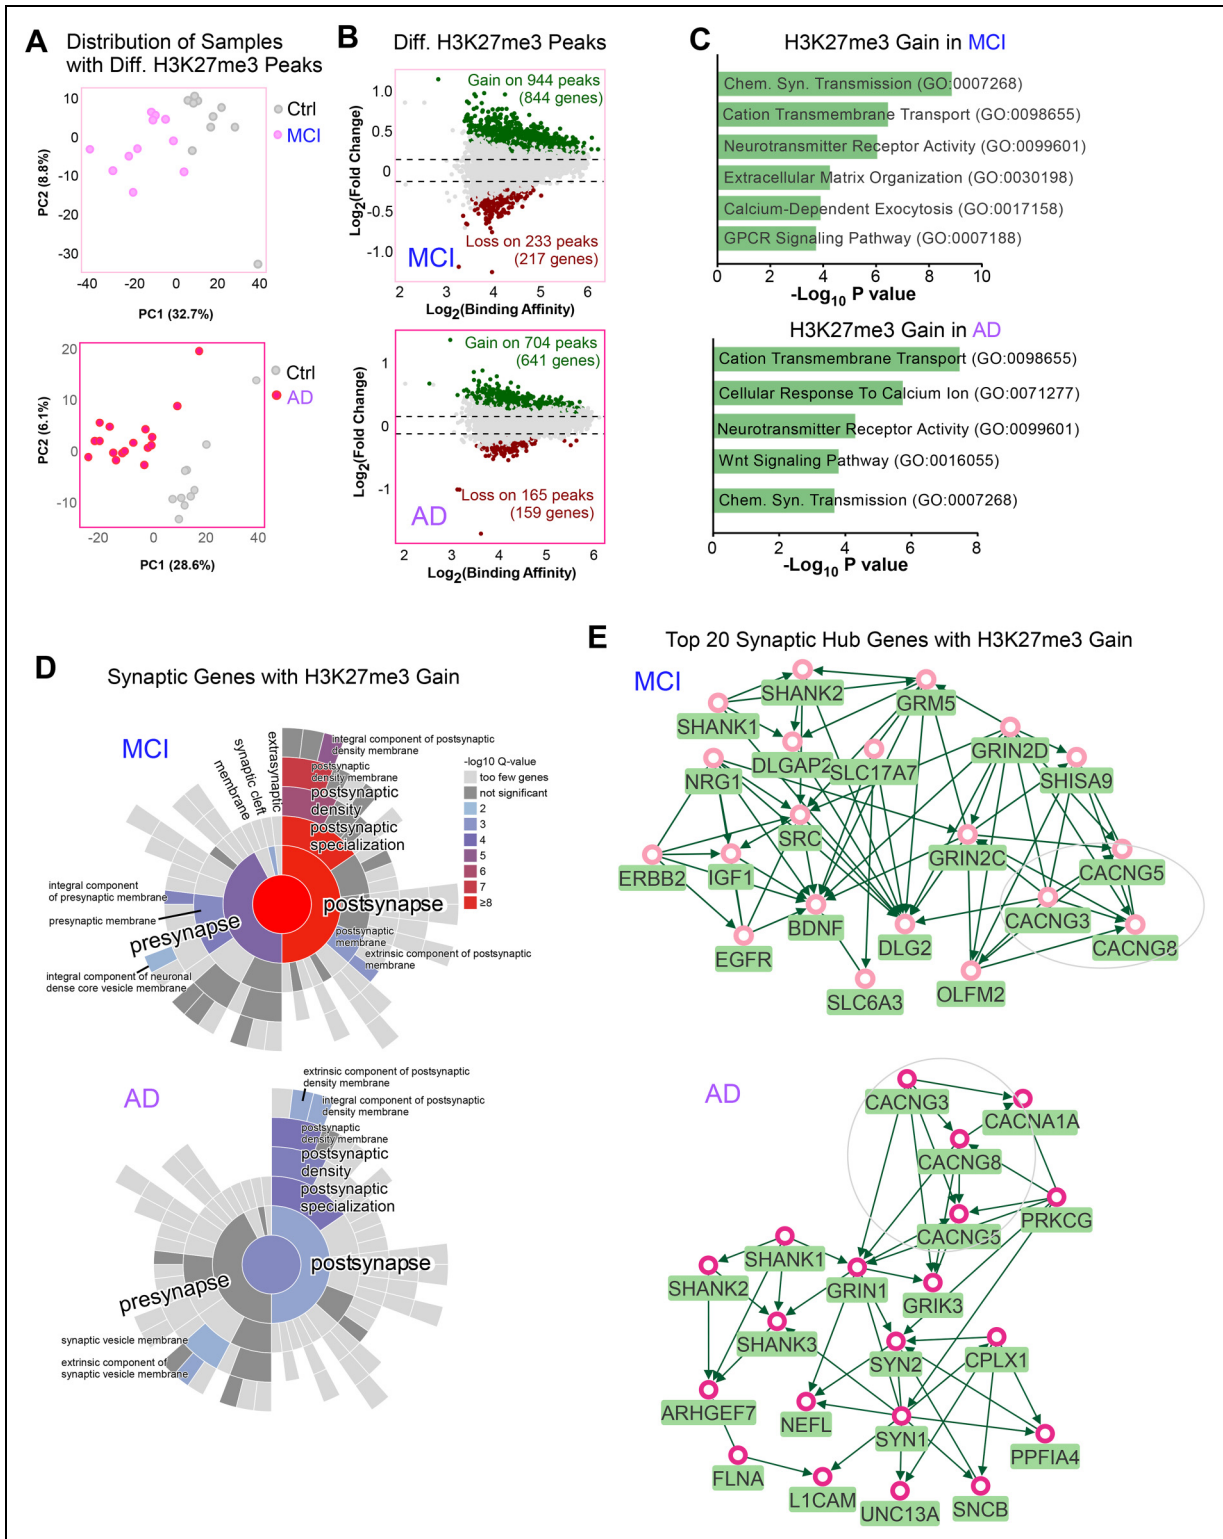 A
Distribution of Samples
with Diff. H3K27me3 Peaks
10
0
-10
-20
-30
PC2 (8.8%)
-40
-20
0
20
40
PC1 (32.7%)
Ctrl
MCI
20
10
0
-10
PC2 (6.1%)
-20
0
20
40
PC1 (28.6%)
Ctrl
AD
B
Diff. H3K27me3 Peaks
Gain on 944 peaks
(844 genes)
1.0
0.5
0
-0.5
-1.0
Log2(Fold Change)
Loss on 233 peaks
(217 genes)
MCI
2
3
4
5
6
Log2(Binding Affinity)
Gain on 704 peaks
(641 genes)
1
0
-1
Log2(Fold Change)
Loss on 165 peaks
(159 genes)
AD
2
3
4
5
6
Log2(Binding Affinity)
C
H3K27me3 Gain in MCI
Chem. Syn. Transmission (GO:0007268)
Cation Transmembrane Transport (GO:0098655)
Neurotransmitter Receptor Activity (GO:0099601)
Extracellular Matrix Organization (GO:0030198)
Calcium-Dependent Exocytosis (GO:0017158)
GPCR Signaling Pathway (GO:0007188)
0
2
4
6
8
10
-Log10 P value
H3K27me3 Gain in AD
Cation Transmembrane Transport (GO:0098655)
Cellular Response To Calcium Ion (GO:0071277)
Neurotransmitter Receptor Activity (GO:0099601)
Wnt Signaling Pathway (GO:0016055)
Chem. Syn. Transmission (GO:0007268)
0
2
4
6
8
-Log10 P value
D
Synaptic Genes with H3K27me3 Gain
MCI
synaptic cleft
membrane
extrasynaptic
integral component of postsynaptic
density membrane
postsynaptic
density membrane
postsynaptic
density
postsynaptic
specialization
postsynapse
postsynaptic
membrane
extrinsic component of postsynaptic
membrane
integral component
of presynaptic membrane
presynaptic membrane
presynapse
integral component of neuronal
dense core vesicle membrane
-log10 Q-value
too few genes
not significant
2
3
4
5
6
7
≥8
AD
extrinsic component of postsynaptic
density membrane
integral component of postsynaptic
density membrane
postsynaptic
density membrane
postsynaptic
density
postsynaptic
specialization
postsynapse
presynapse
synaptic vesicle membrane
extrinsic component of
synaptic vesicle membrane
E
Top 20 Synaptic Hub Genes with H3K27me3 Gain
MCI
SHANK2
GRM5
SHANK1
GRIN2D
DLGAP2
SLC17A7
NRG1
SHISA9
SRC
GRIN2C
CACNG5
ERBB2
IGF1
CACNG3
BDNF
DLG2
CACNG8
EGFR
SLC6A3
OLFM2
AD
CACNG3
CACNA1A
CACNG8
PRKCG
CACNG5
SHANK1
SHANK2
GRIN1
GRIK3
SHANK3
SYN2
CPLX1
ARHGEF7
NEFL
SYN1
PPFIA4
FLNA
L1CAM
UNC13A
SNCB